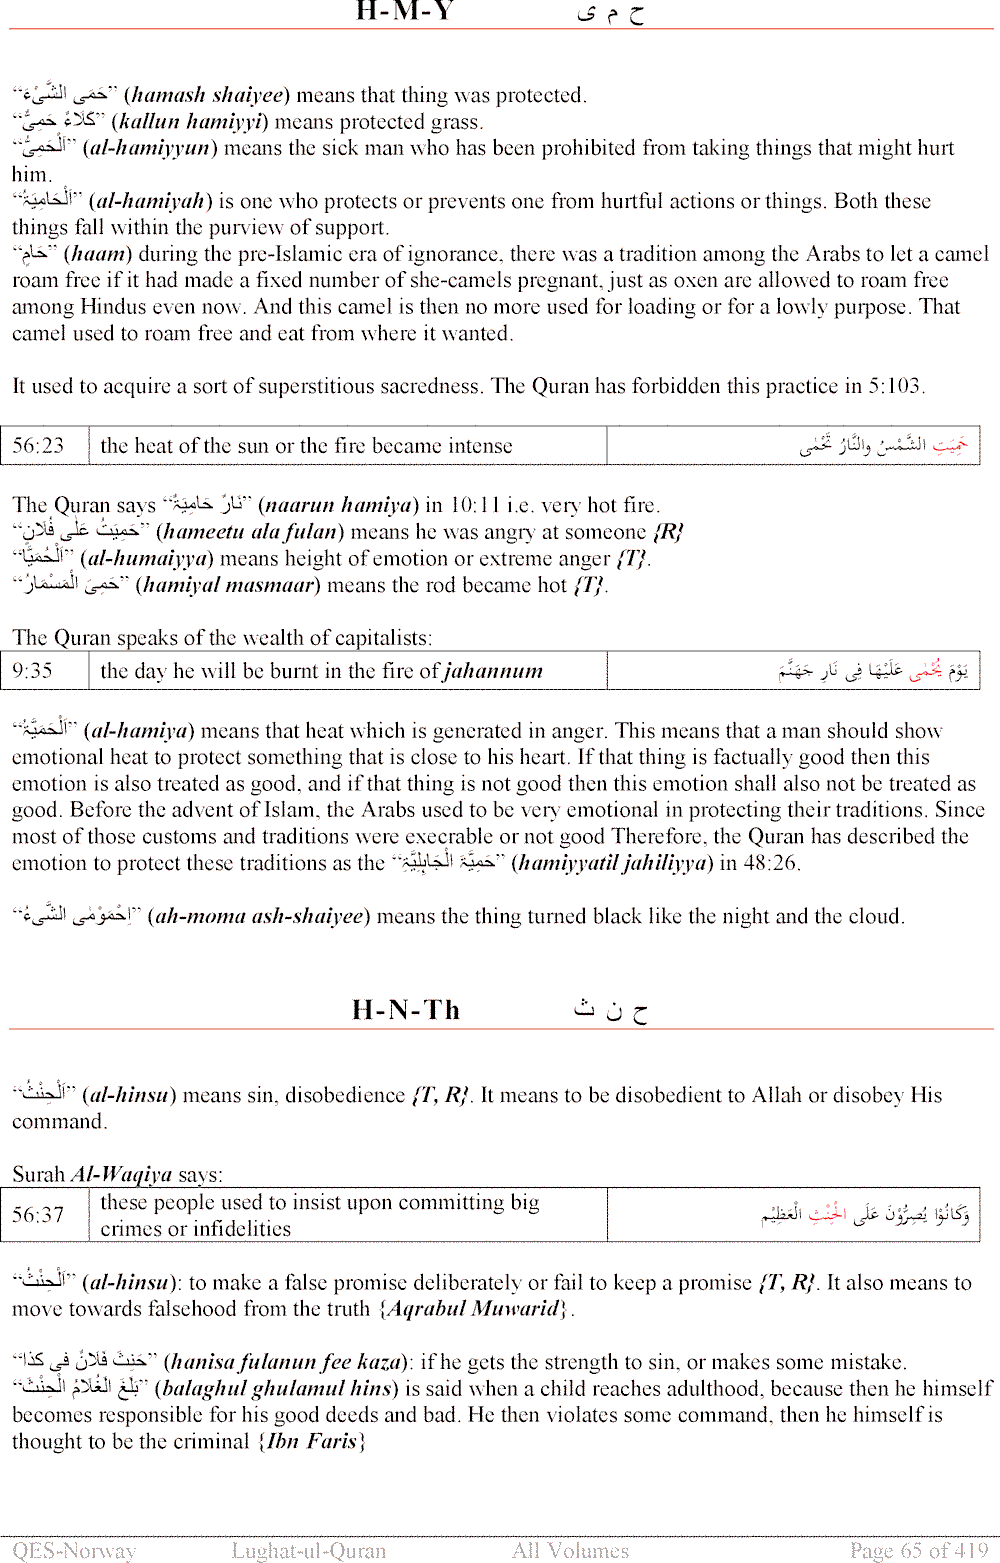 H-M-Y ح م ی
“حَمَی الشَّیْءَ” (hamash shaiyee) means that thing was protected.
“کَلَاءٌ حَمِیٌّ” (kallun hamiyyi) means protected grass.
“اَلْحَمِیُّ” (al-hamiyyun) means the sick man who has been prohibited from taking things that might hurt
him.
“اَلْحَامِیَۃُ” (al-hamiyah) is one who protects or prevents one from hurtful actions or things. Both these
things fall within the purview of support.
“حَامٍ” (haam) during the pre-Islamic era of ignorance, there was a tradition among the Arabs to let a camel
roam free if it had made a fixed number of she-camels pregnant, just as oxen are allowed to roam free
among Hindus even now. And this camel is then no more used for loading or for a lowly purpose. That
camel used to roam free and eat from where it wanted.
It used to acquire a sort of superstitious sacredness. The Quran has forbidden this practice in 5:103.
56:23 the heat of the sun or the fire became intense حَمِيَتِ الشَّمْسُ والنَّارُ تَحْمٰى
The Quran says “نَارٌ حَامِیَۃٌ” (naarun hamiya) in 10:11 i.e. very hot fire.
“حَمِیْتُ عَلٰی فُلَانٍ” (hameetu ala fulan) means he was angry at someone {R}
“اَلْحُمَیَّا” (al-humaiyya) means height of emotion or extreme anger {T}.
“حَمِیَ الْمَسْمَارُ” (hamiyal masmaar) means the rod became hot {T}.
The Quran speaks of the wealth of capitalists:
9:35 the day he will be burnt in the fire of jahannum يَوْمَ يُحْمٰى عَلَيْهَا فِى نَارِ جَهَنَّمَ
“اَلْحَمِیَّۃُ” (al-hamiya) means that heat which is generated in anger. This means that a man should show
emotional heat to protect something that is close to his heart. If that thing is factually good then this
emotion is also treated as good, and if that thing is not good then this emotion shall also not be treated as
good. Before the advent of Islam, the Arabs used to be very emotional in protecting their traditions. Since
most of those customs and traditions were execrable or not good Therefore, the Quran has described the
emotion to protect these traditions as the “حَمِیَّۃَ الْجَاہِلِیَّۃِ” (hamiyyatil jahiliyya) in 48:26.
“اِحْمَوْمٰی الشَّیءُ” (ah-moma ash-shaiyee) means the thing turned black like the night and the cloud.
H-N-Th ح ن ث
“اَلْحِنْثُ” (al-hinsu) means sin, disobedience {T, R}. It means to be disobedient to Allah or disobey His
command.
Surah Al-Waqiya says:
56:37 these people used to insist upon committing big وَكَانُوْا يُصِرُّوْنَ عَلَى الْحِنْثِ الْعَظِيْمِ
crimes or infidelities
“اَلْحِنْثُ” (al-hinsu): to make a false promise deliberately or fail to keep a promise {T, R}. It also means to
move towards falsehood from the truth {Aqrabul Muwarid}.
“حَنِثَ فَلَانٌ فِی کذا” (hanisa fulanun fee kaza): if he gets the strength to sin, or makes some mistake.
“بَلَغَ الْغُلَامُ الْحِنْثَ” (balaghul ghulamul hins) is said when a child reaches adulthood, because then he himself
becomes responsible for his good deeds and bad. He then violates some command, then he himself is
thought to be the criminal {Ibn Faris}
QES-Norway Lughat-ul-Quran All Volumes Page 65 of 419